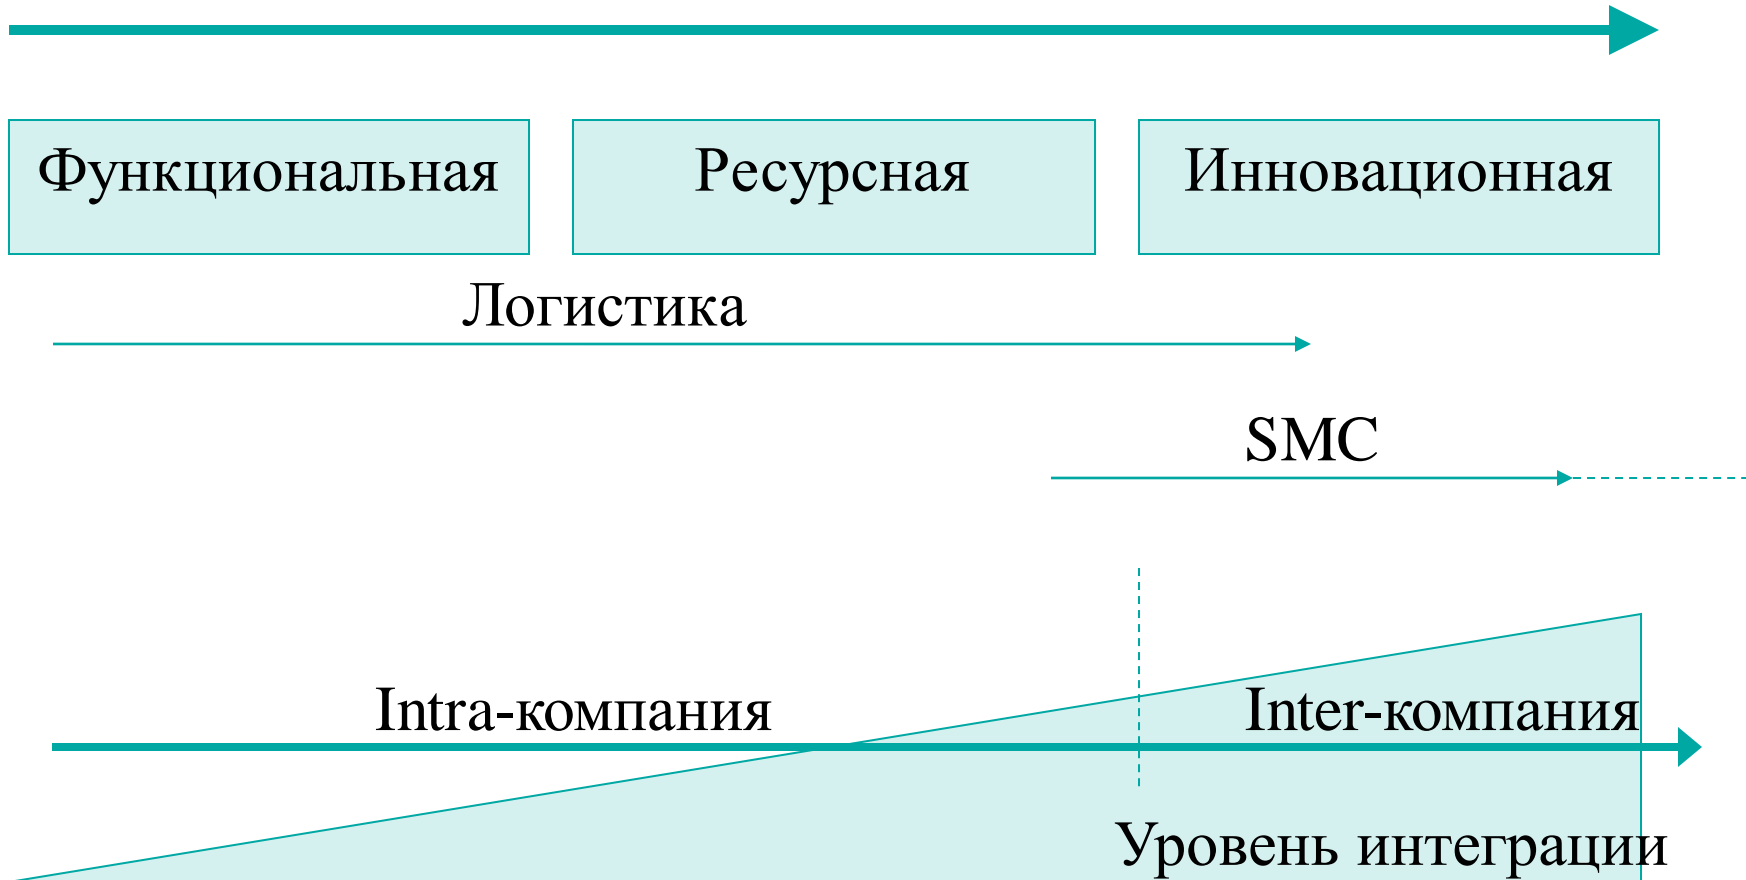 Функциональная
Ресурсная
Инновационная
Логистика
SMC
Intra-компания
Inter-компания
Уровень интеграции